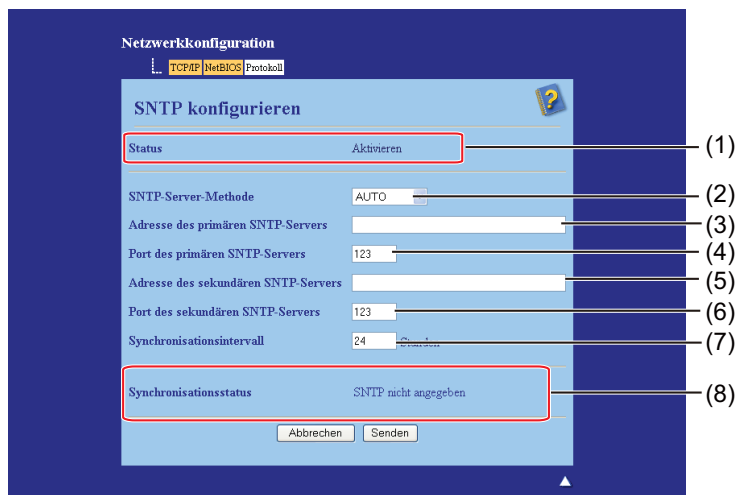 Netzwerkkonfiguration
TCP/IP NetBIOS Protokoll
SNTP konfigurieren
Status Aktivieren (1)
SNTP-Server-Methode AUTO (2)
Adresse des primären SNTP-Servers (3)
Port des primären SNTP-Servers 123 (4)
Adresse des sekundären SNTP-Servers (5)
Port des sekundären SNTP-Servers 123 (6)
Synchronisationsintervall 24 Stunden (7)
Synchronisationsstatus SNTP nicht angegeben (8)
Abbrechen Senden